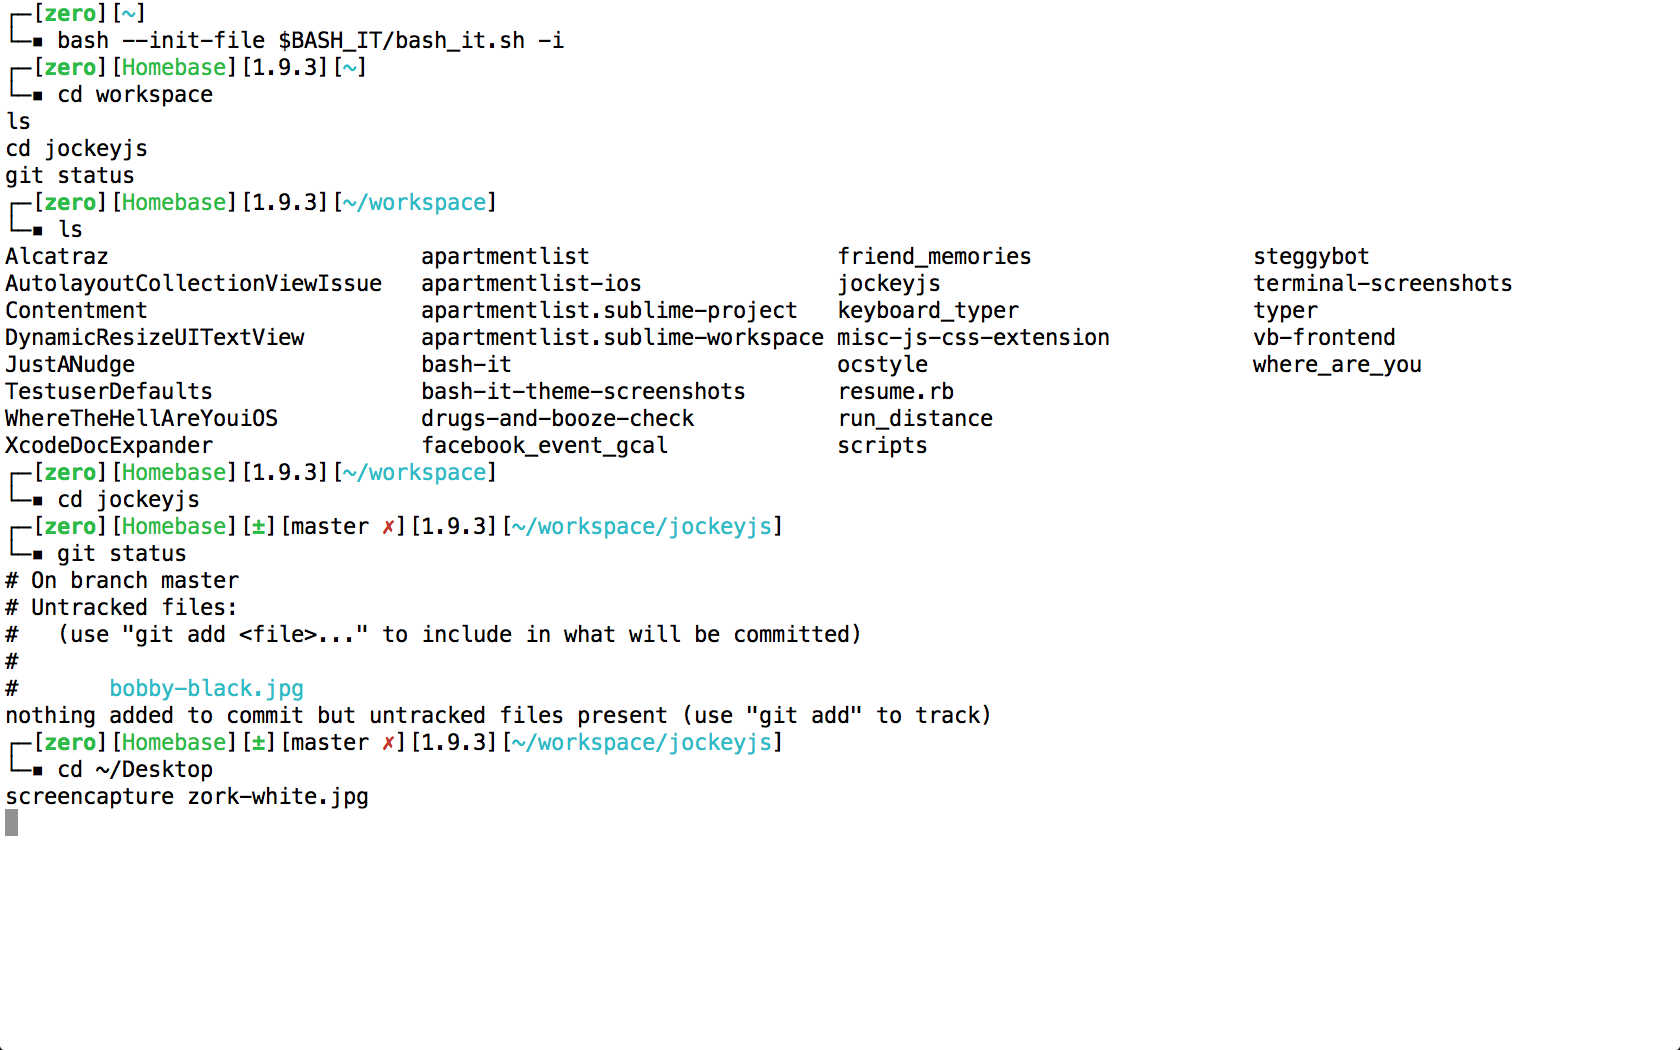 ┌─[zero][~]
└─▪ bash --init-file $BASH_IT/bash_it.sh -i
┌─[zero][Homebase][1.9.3][~]
└─▪ cd workspace
ls
cd jockeyjs
git status
┌─[zero][Homebase][1.9.3][~/workspace]
└─▪ ls
Alcatraz                        apartmentlist                   friend_memories                 steggybot
AutolayoutCollectionViewIssue   apartmentlist-ios               jockeyjs                        terminal-screenshots
Contentment                     apartmentlist.sublime-project   keyboard_typer                  typer
DynamicResizeUITextView         apartmentlist.sublime-workspace misc-js-css-extension           vb-frontend
JustANudge                      bash-it                         ocstyle                         where_are_you
TestuserDefaults                bash-it-theme-screenshots       resume.rb
WhereTheHellAreYouiOS           drugs-and-booze-check           run_distance
XcodeDocExpander                facebook_event_gcal             scripts
┌─[zero][Homebase][1.9.3][~/workspace]
└─▪ cd jockeyjs
┌─[zero][Homebase][±][master ✗][1.9.3][~/workspace/jockeyjs]
└─▪ git status
# On branch master
# Untracked files:
#   (use "git add <file>..." to include in what will be committed)
#
#       bobby-black.jpg
nothing added to commit but untracked files present (use "git add" to track)
┌─[zero][Homebase][±][master ✗][1.9.3][~/workspace/jockeyjs]
└─▪ cd ~/Desktop
screencapture zork-white.jpg